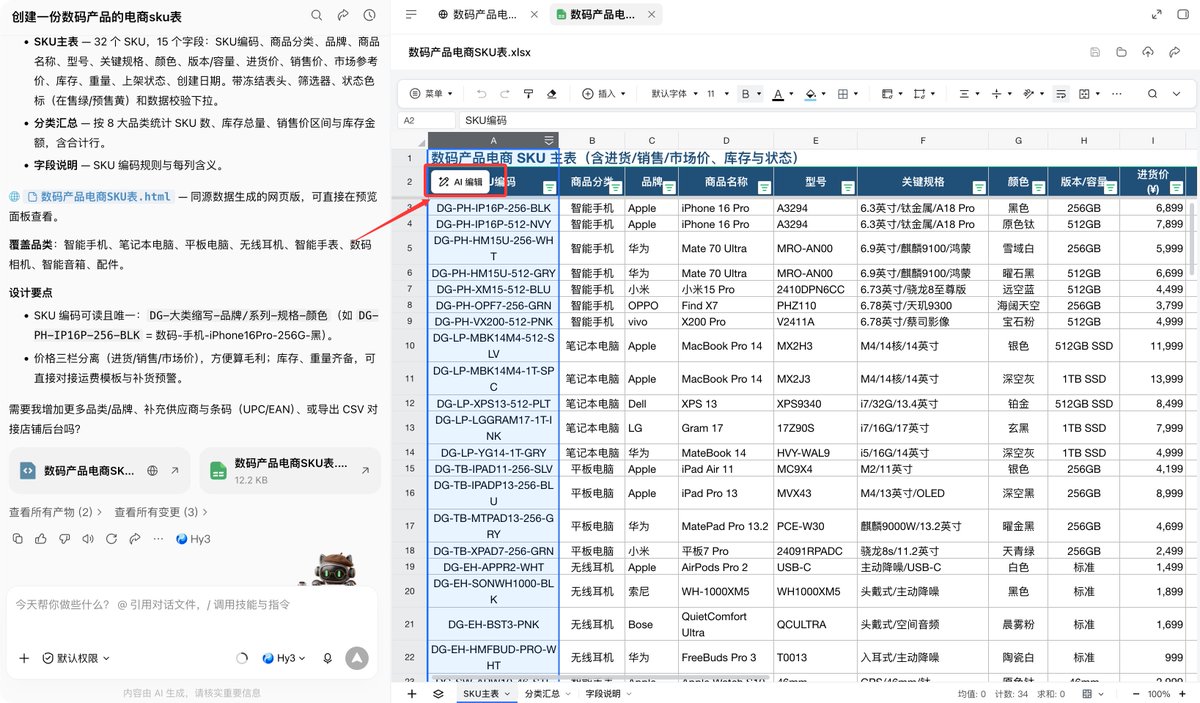 创建一份数码产品的电商sku表
SKU主表 — 32 个 SKU，15 个字段：SKU编码、商品分类、品牌、商品
名称、型号、关键规格、颜色、版本/容量、进货价、销售价、市场参考
价、库存、重量、上架状态、创建日期。带冻结表头、筛选器、状态色
标（在售绿/预售黄）和数据校验下拉。
分类汇总 — 按 8 大品类统计 SKU 数、库存总量、销售价区间与库存金
额，含合计行。
字段说明 — SKU 编码规则与每列含义。
数码产品电商SKU表.html — 同源数据生成的网页版，可直接在预览
面板查看。
覆盖品类：智能手机、笔记本电脑、平板电脑、无线耳机、智能手表、数码
相机、智能音箱、配件。
设计要点
SKU 编码可读且唯一： DG-大类缩写-品牌/系列-规格-颜色（如 DG-
PH-IP16P-256-BLK = 数码-手机-iPhone16Pro-256G-黑）。
价格三栏分离（进货/销售/市场价），方便算毛利；库存、重量齐备，可
直接对接运费模板与补货预警。
需要我增加更多品类/品牌、补充供应商与条码（UPC/EAN）、或导出 CSV 对
接店铺后台吗？
数码产品电商SK...
数码产品电商SKU表....
12.2 KB
查看所有产物 (2) 查看所有变更 (3)
Hy3
今天帮你做些什么？ @ 引用对话文件，/ 调用技能与指令
默认权限
Hy3
内容由 AI 生成，请核实重要信息
数码产品电... 数码产品电...
数码产品电商SKU表.xlsx
菜单 插入 默认字体 11 B A
A2 SKU编码
A B C D E F G H I
1 数码产品电商 SKU 主表（含进货/销售/市场价、库存与状态）
AI 编辑
2 编码 商品分类 品牌 商品名称 型号 关键规格 颜色 版本/容量 进货价
(¥)
3 DG-PH-IP16P-256-BLK 智能手机 Apple iPhone 16 Pro A3294 6.3英寸/钛金属/A18 Pro 黑色 256GB 6,899
4 DG-PH-IP16P-512-NVY 智能手机 Apple iPhone 16 Pro A3294 6.3英寸/钛金属/A18 Pro 原色钛 512GB 7,899
5 DG-PH-HM15U-256-WH
T 智能手机 华为 Mate 70 Ultra MRO-AN00 6.9英寸/麒麟9100/鸿蒙 雪域白 256GB 5,999
6 DG-PH-HM15U-512-GRY 智能手机 华为 Mate 70 Ultra MRO-AN00 6.9英寸/麒麟9100/鸿蒙 曜石黑 512GB 6,699
7 DG-PH-XM15-512-BLU 智能手机 小米 小米15 Pro 2410DPN6CC 6.73英寸/骁龙8至尊版 远空蓝 512GB 4,499
8 DG-PH-OPF7-256-GRN 智能手机 OPPO Find X7 PHZ110 6.78英寸/天玑9300 海阔天空 256GB 3,799
9 DG-PH-VX200-512-PNK 智能手机 vivo X200 Pro V2411A 6.78英寸/蔡司影像 宝石粉 512GB 4,999
10 DG-LP-MBK14M4-512-S
LV 笔记本电脑 Apple MacBook Pro 14 MX2H3 M4/14核/14英寸 银色 512GB SSD 11,999
11 DG-LP-MBK14M4-1T-SP
C 笔记本电脑 Apple MacBook Pro 14 MX2J3 M4/14核/14英寸 深空灰 1TB SSD 13,999
12 DG-LP-XPS13-512-PLT 笔记本电脑 Dell XPS 13 XPS9340 i7/32G/13.4英寸 铂金 512GB SSD 8,499
13 DG-LP-LGGRAM17-1T-I
NK 笔记本电脑 LG Gram 17 17Z90S i7/16G/17英寸 玄黑 1TB SSD 7,999
14 DG-LP-YG14-1T-GRY 笔记本电脑 华为 MateBook 14 HVY-WAL9 i5/16G/14英寸 深空灰 1TB SSD 4,999
15 DG-TB-IPAD11-256-SLV 平板电脑 Apple iPad Air 11 MC9X4 M2/11英寸 银色 256GB 4,199
16 DG-TB-IPADP13-256-BL
U 平板电脑 Apple iPad Pro 13 MVX43 M4/13英寸/OLED 深空黑 256GB 8,999
17 DG-TB-MTPAD13-256-G
RY 平板电脑 华为 MatePad Pro 13.2 PCE-W30 麒麟9000W/13.2英寸 曜金黑 256GB 4,699
18 DG-TB-XPAD7-256-GRN 平板电脑 小米 平板7 Pro 24091RPADC 骁龙8s/11.2英寸 天青绿 256GB 2,499
19 DG-EH-APPR2-WHT 无线耳机 Apple AirPods Pro 2 USB-C 主动降噪/USB-C 白色 标准 1,499
20 DG-EH-SONWH1000-BL
K 无线耳机 索尼 WH-1000XM5 WH1000XM5 头戴式/主动降噪 黑色 标准 1,899
21 DG-EH-BST3-PNK 无线耳机 Bose QuietComfort
Ultra QCULTRA 头戴式/空间音频 晨雾粉 标准 1,699
22 DG-EH-HMFBUD-PRO-W
HT 无线耳机 华为 FreeBuds Pro 3 T0013 入耳式/主动降噪 陶瓷白 标准 999
SKU主表 分类汇总 字段说明 均值: 0 计数: 34 求和: 0 100%